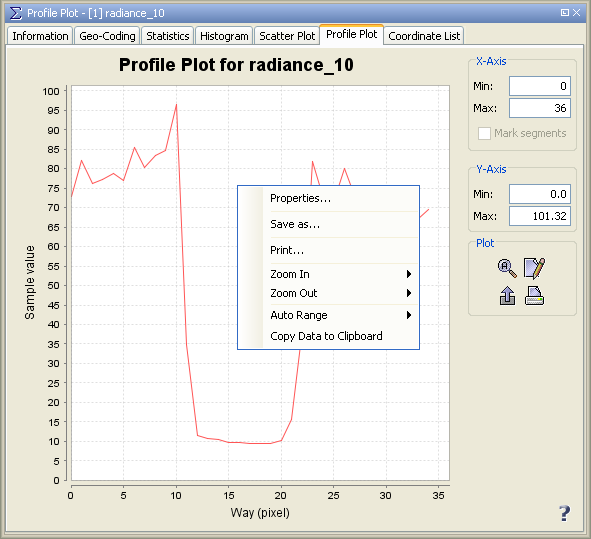 Profile Plot - [1] radiance_10
Information Geo-Coding Statistics Histogram Scatter Plot Profile Plot Coordinate List
Profile Plot for radiance_10
100
95
90
85
80
75
70
65
60
55
50
45
40
35
30
25
20
15
10
5
0
Sample value
0 5 10 15 20 25 30 35
Way (pixel)
Properties...
Save as...
Print...
Zoom In
Zoom Out
Auto Range
Copy Data to Clipboard
X-Axis
Min: 0
Max: 36
Mark segments
Y-Axis
Min: 0.0
Max: 101.32
Plot
A
?